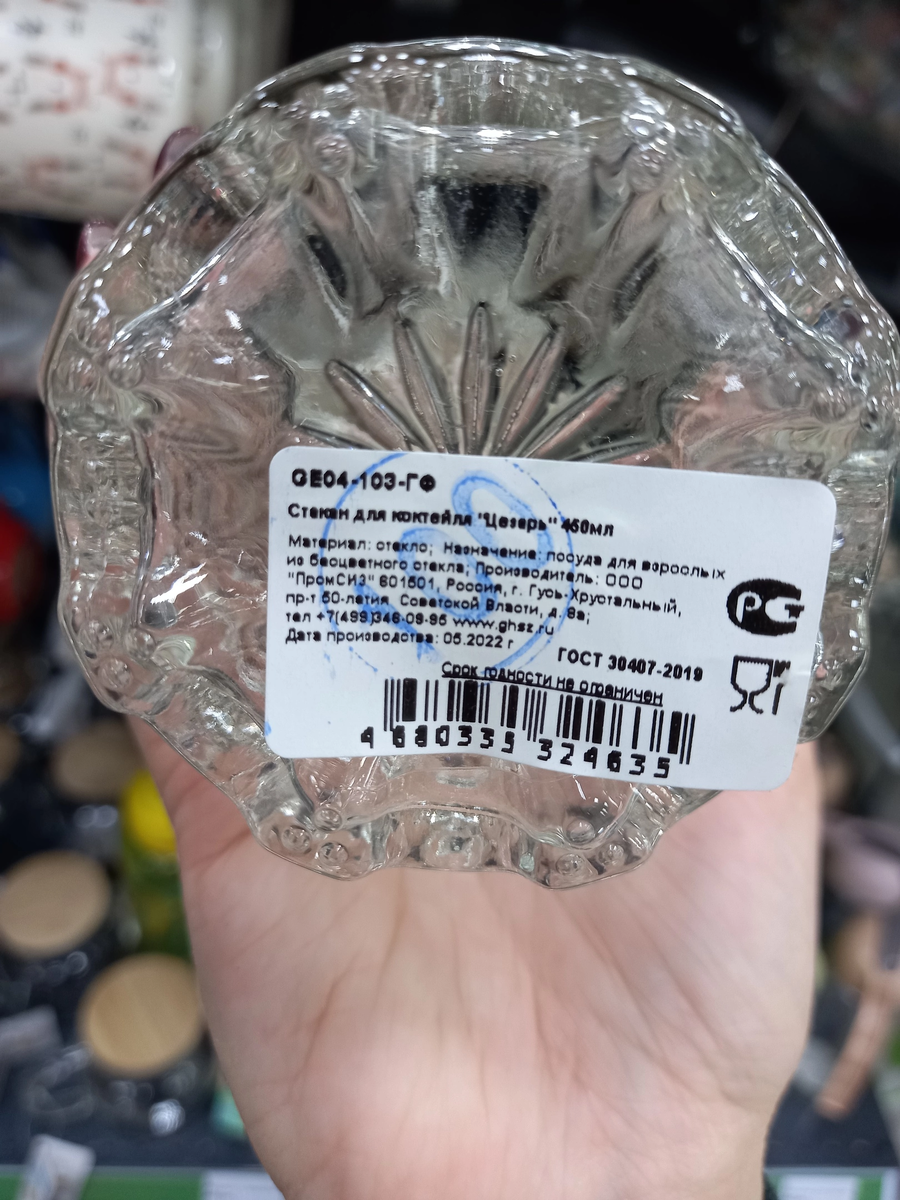 GE04-103-ГФ
Стакан для коктейля "Цезарь" 450мл
Материал: стекло; Назначение: посуда для взрослых
из бесцветного стекла; Производитель: ООО
"ПромСИЗ" 601501, Россия, г. Гусь-Хрустальный,
пр-т 50-летия Советской Власти, д. 8а;
тел +7(499)346-09-95 www.ghsz.ru
Дата производства: 05.2022 г
ГОСТ 30407-2019
Срок годности не ограничен
4 680335 324635